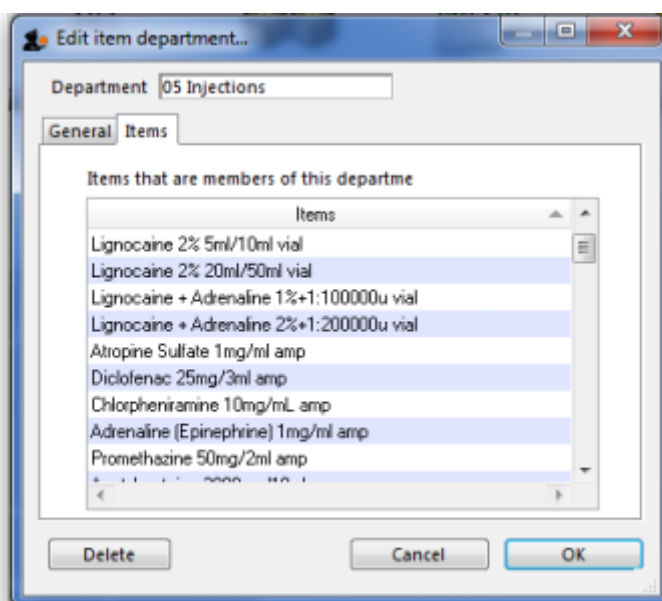 Edit item department...
Department 05 Injections
General Items
Items that are members of this departme
Items
Lignocaine 2% 5ml/10ml vial
Lignocaine 2% 20ml/50ml vial
Lignocaine + Adrenaline 1%+1:100000u vial
Lignocaine + Adrenaline 2%+1:200000u vial
Atropine Sulfate 1mg/ml amp
Diclofenac 25mg/3ml amp
Chlorpheniramine 10mg/mL amp
Adrenaline (Epinephrine) 1mg/ml amp
Promethazine 50mg/2ml amp
Delete Cancel OK